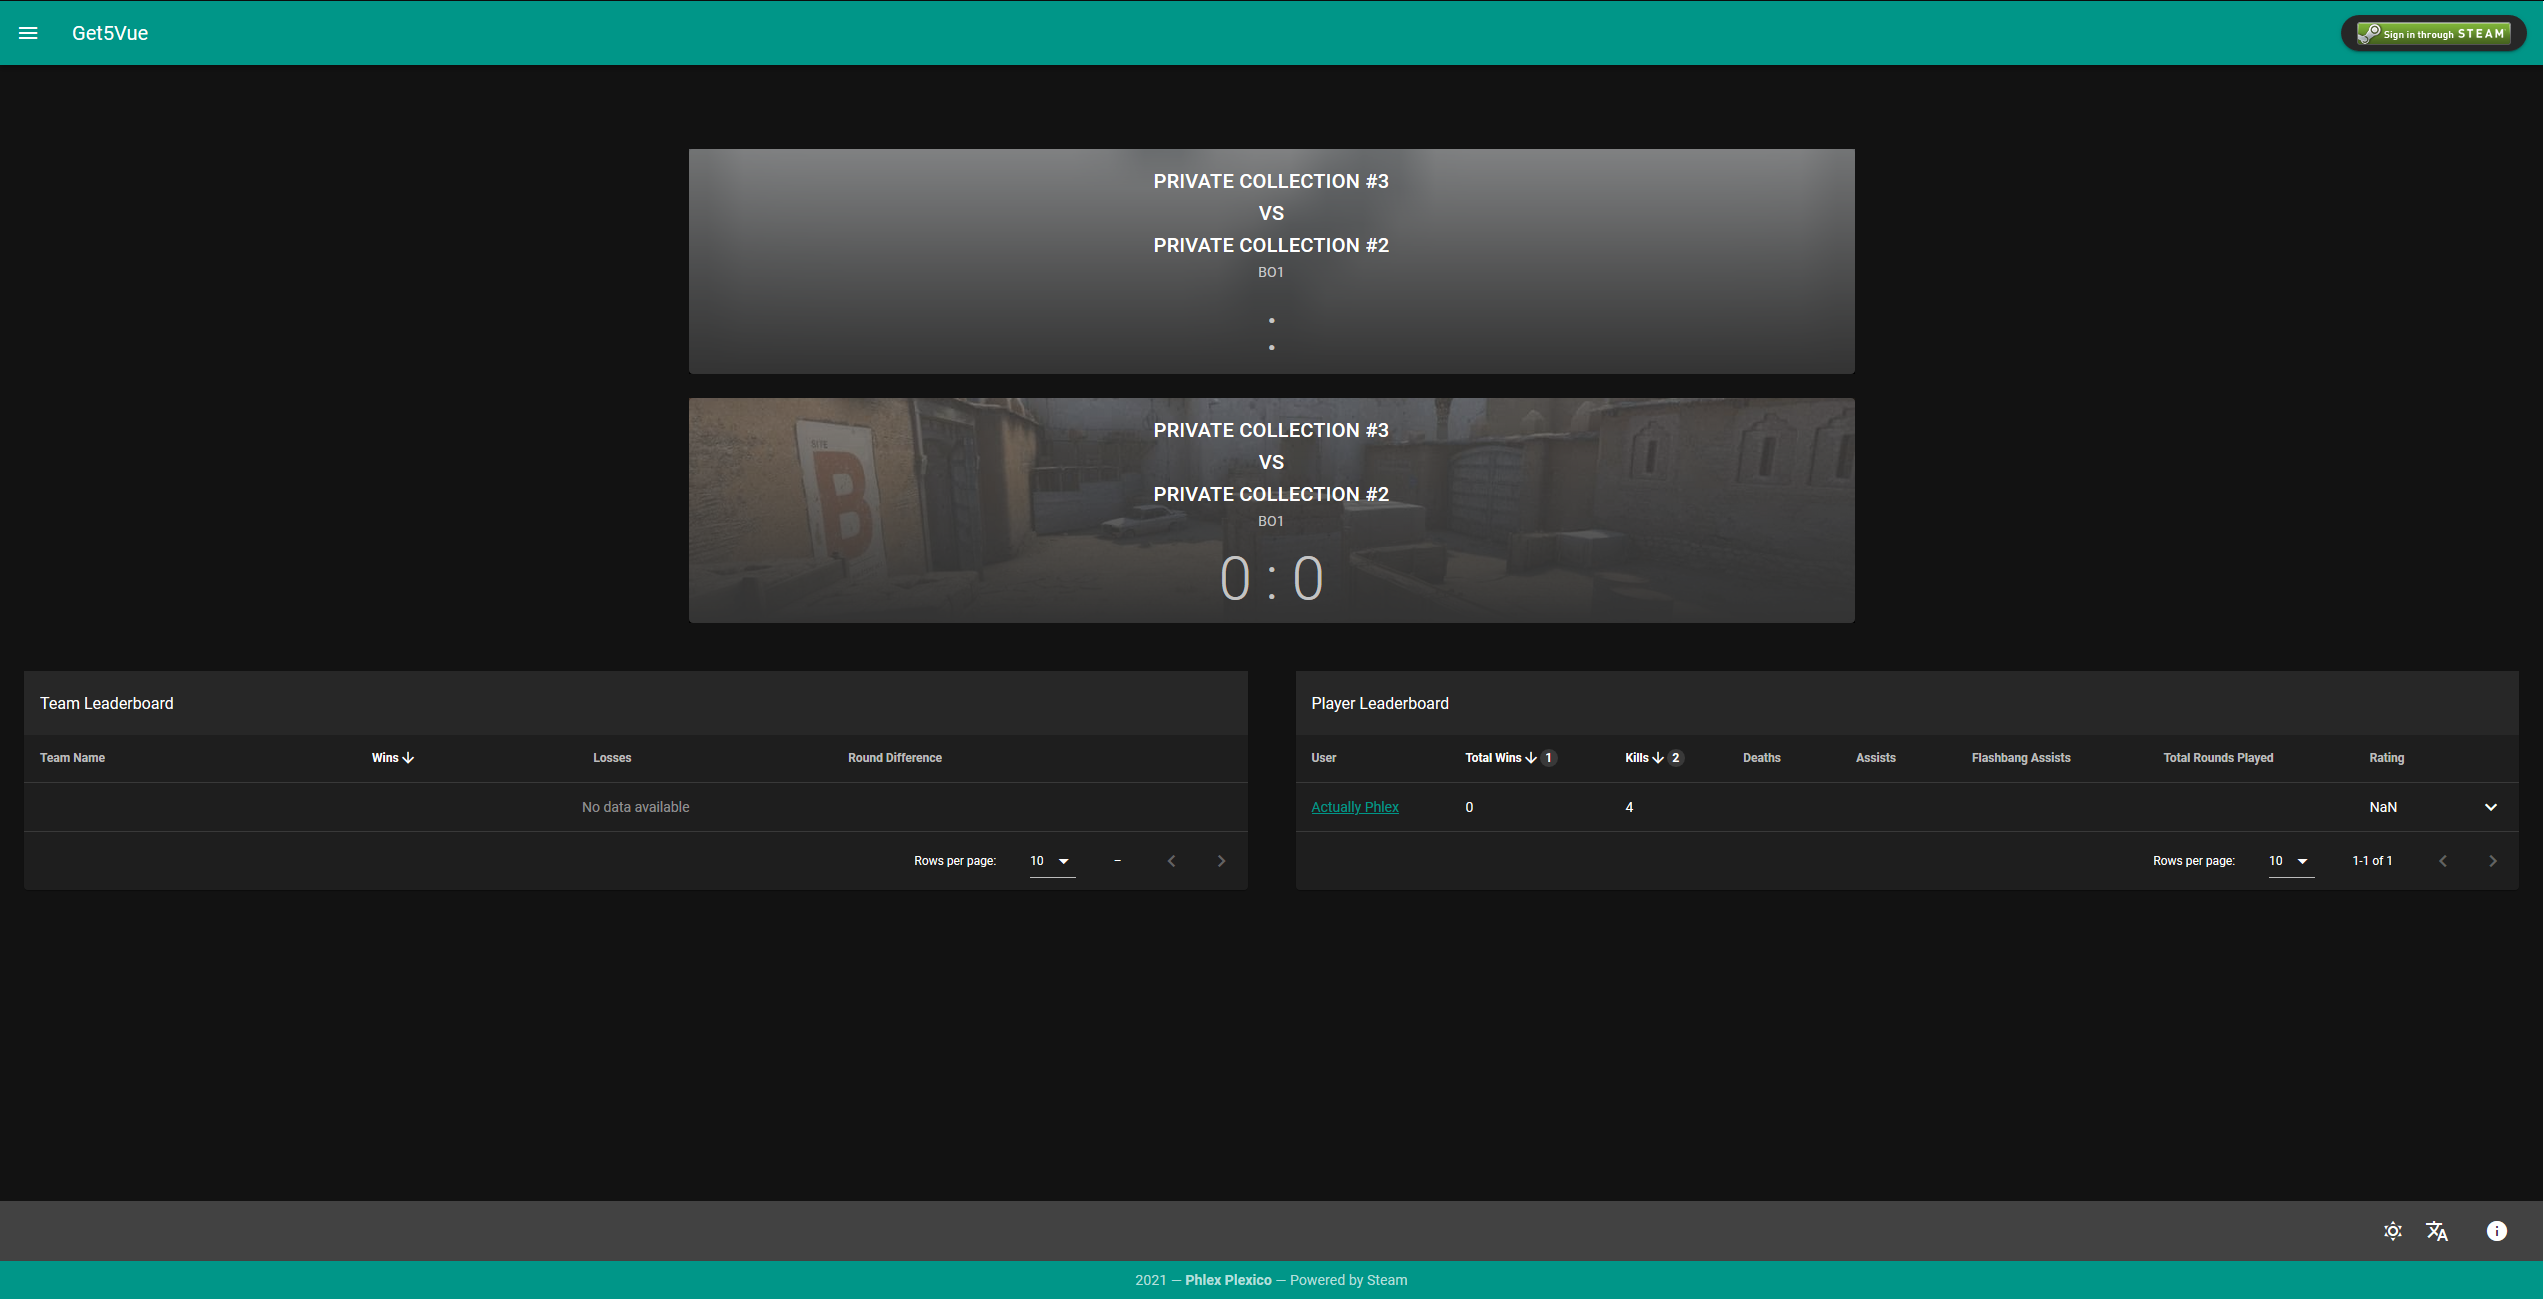 Get5Vue
Sign in through STEAM
PRIVATE COLLECTION #3
VS
PRIVATE COLLECTION #2
BO1
:
:
PRIVATE COLLECTION #3
VS
PRIVATE COLLECTION #2
BO1
0 : 0
SITE
B
Team Leaderboard
Team Name Wins Losses Round Difference
No data available
Rows per page: 10 –
Player Leaderboard
User Total Wins 1 Kills 2 Deaths Assists Flashbang Assists Total Rounds Played Rating
Actually Phlex 0 4 NaN
Rows per page: 10 1-1 of 1
2021 — Phlex Plexico — Powered by Steam